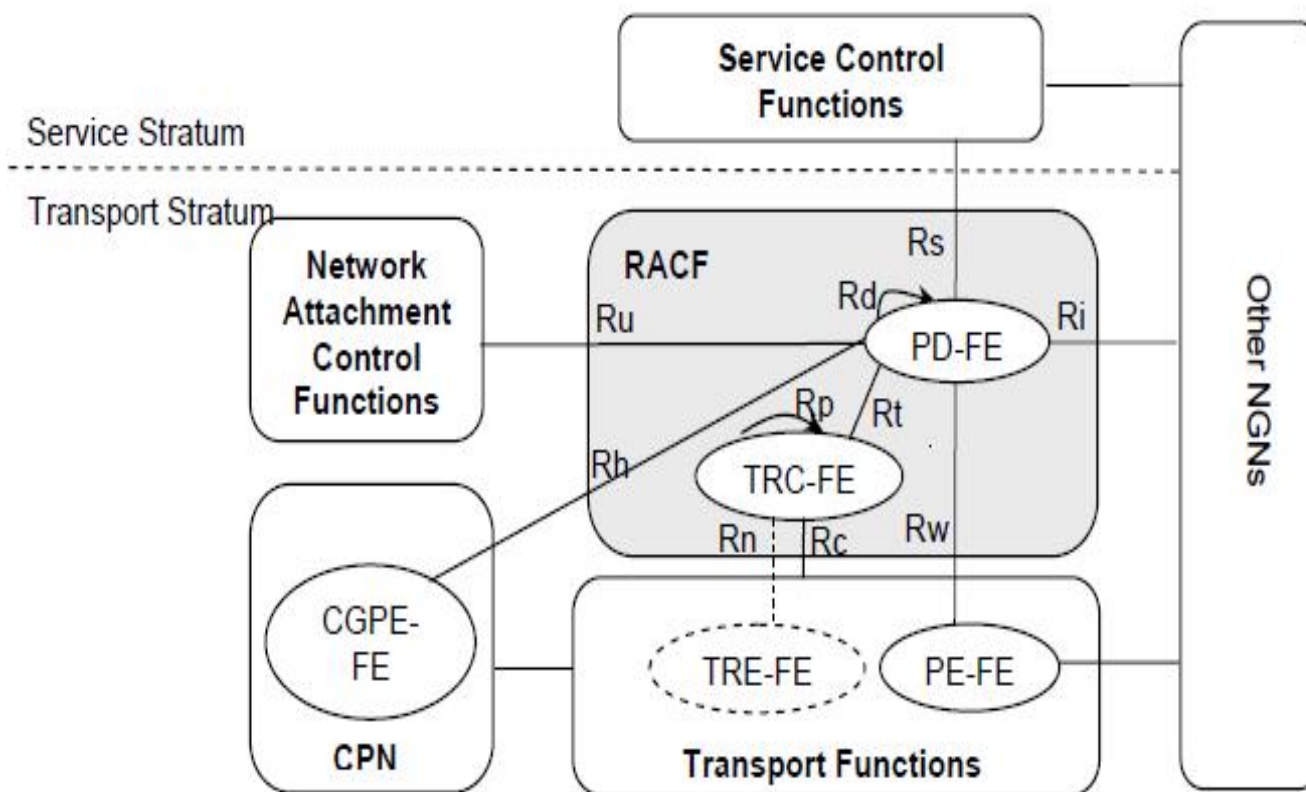 Service Control
Functions
Service Stratum
Transport Stratum
Network
Attachment
Control
Functions
RACF
Rs
Rd
Ru
PD-FE
Ri
Rp
Rt
Rh
TRC-FE
Rn
Rc
Rw
CGPE-
FE
TRE-FE
PE-FE
CPN
Transport Functions
Other NGNs